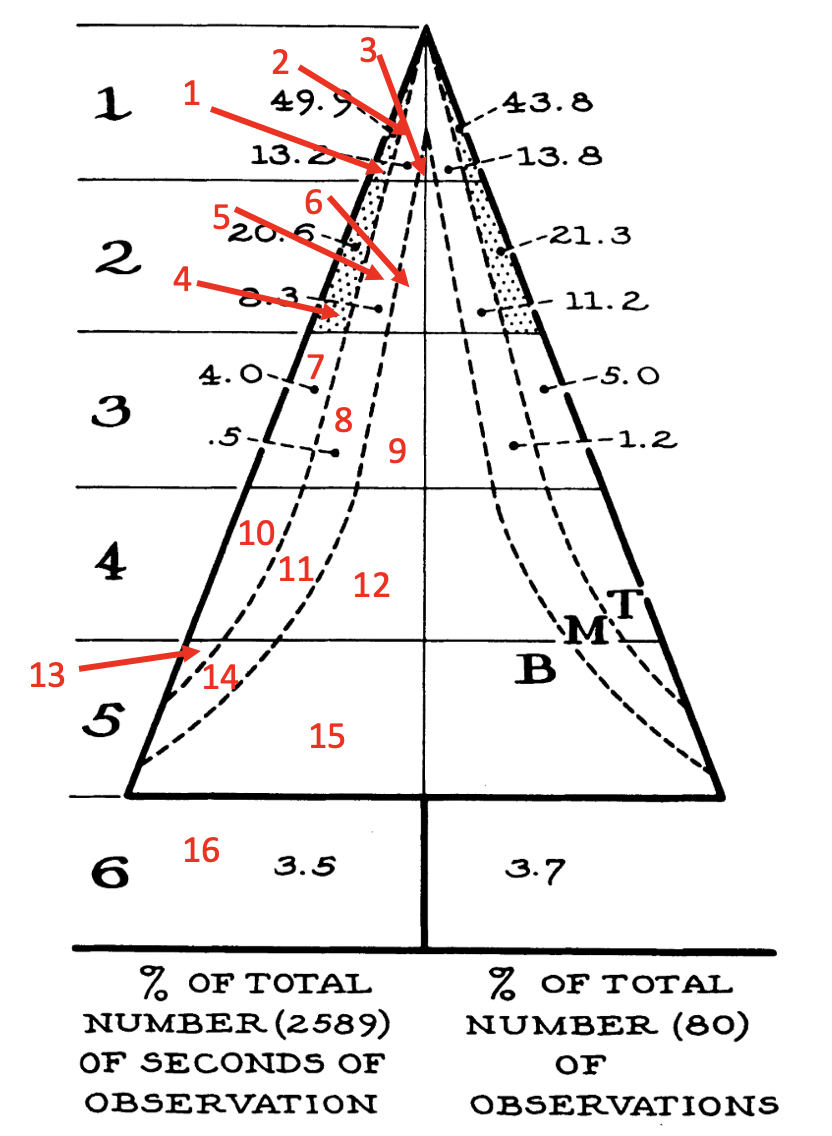 3
2
1 1 49.9 43.8
13.2 13.8
6
5
2 20.6 21.3
4 8.3 11.2
7
4.0 5.0
3 8
.5 9 1.2
10
4 11 12
T
M
13 14 B
5 15
16
6 3.5 3.7
% OF TOTAL
NUMBER (2589)
OF SECONDS OF
OBSERVATION
% OF TOTAL
NUMBER (80)
OF
OBSERVATIONS